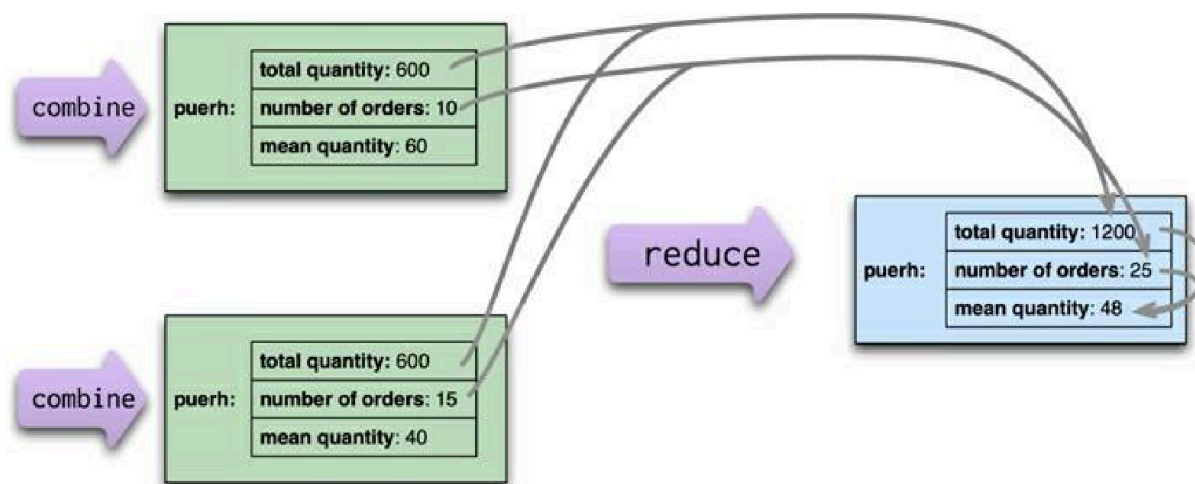 combine
puerh:
total quantity: 600
number of orders: 10
mean quantity: 60
combine
puerh:
total quantity: 600
number of orders: 15
mean quantity: 40
reduce
puerh:
total quantity: 1200
number of orders: 25
mean quantity: 48